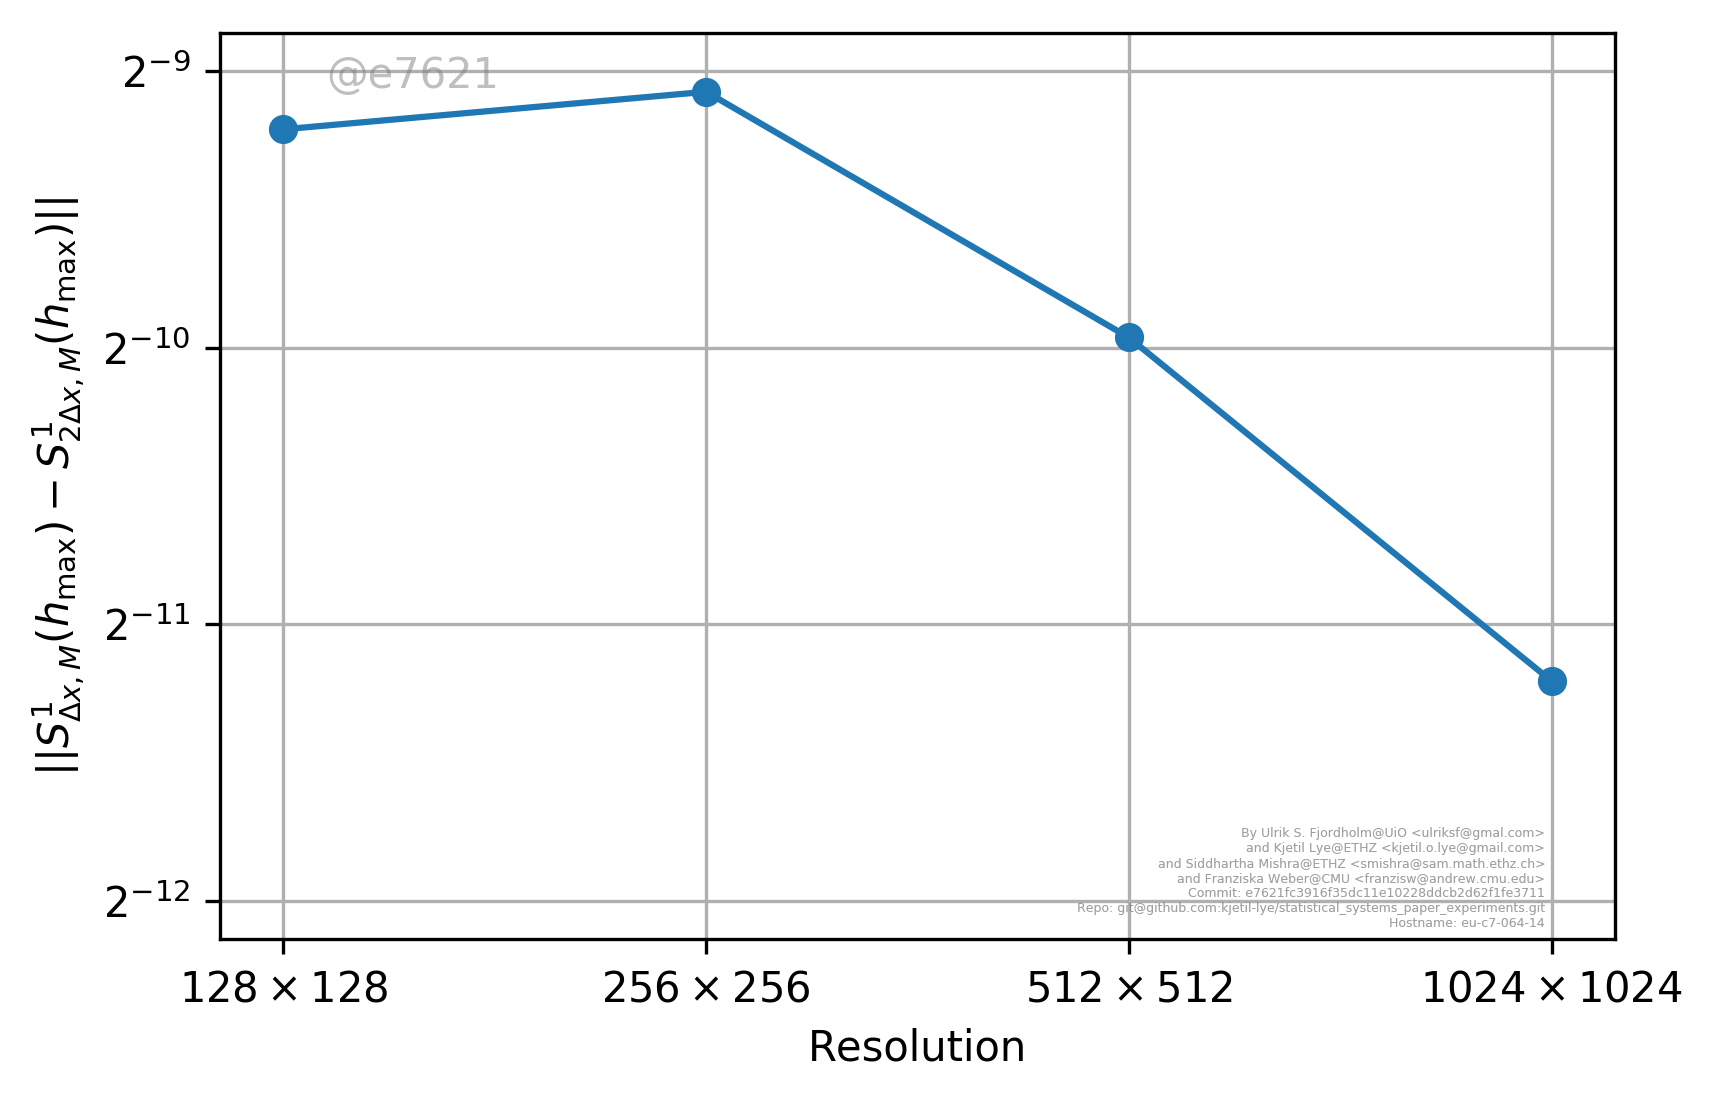 @e7621
2⁻⁹
2⁻¹⁰
2⁻¹¹
2⁻¹²
||S¹_{Δx,M}(h_max) − S¹_{2Δx,M}(h_max)||
By Ulrik S. Fjordholm@UiO <ulriksf@gmal.com>
and Kjetil Lye@ETHZ <kjetil.o.lye@gmail.com>
and Siddhartha Mishra@ETHZ <smishra@sam.math.ethz.ch>
and Franziska Weber@CMU <franzisw@andrew.cmu.edu>
Commit: e7621fc3916f35dc11e10228ddcb2d62f1fe3711
Repo: git@github.com:kjetil-lye/statistical_systems_paper_experiments.git
Hostname: eu-c7-064-14
128 × 128 256 × 256 512 × 512 1024 × 1024
Resolution